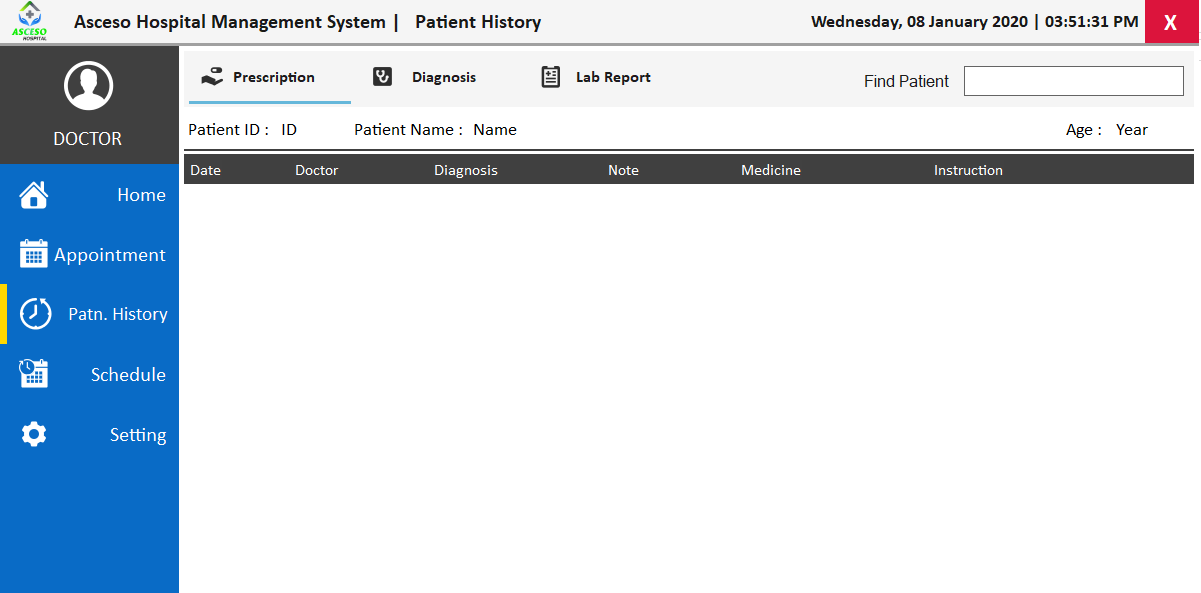 ASCESO
HOSPITAL
Asceso Hospital Management System | Patient History
Wednesday, 08 January 2020 | 03:51:31 PM
X
DOCTOR
Home
Appointment
Patn. History
Schedule
Setting
Prescription
Diagnosis
Lab Report
Find Patient
Patient ID : ID
Patient Name : Name
Age : Year
Date Doctor Diagnosis Note Medicine Instruction